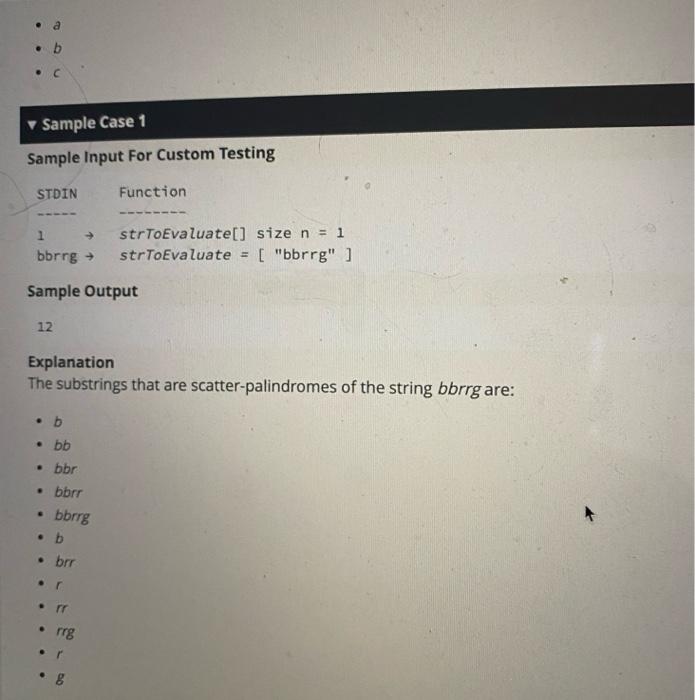 • a
• b
• c
▼ Sample Case 1
Sample Input For Custom Testing
STDIN Function
----- --------
1 → strToEvaluate[] size n = 1
bbrrg → strToEvaluate = [ "bbrrg" ]
Sample Output
12
Explanation
The substrings that are scatter-palindromes of the string bbrrg are:
• b
• bb
• bbr
• bbrr
• bbrrg
• b
• brr
• r
• rr
• rrg
• r
• g